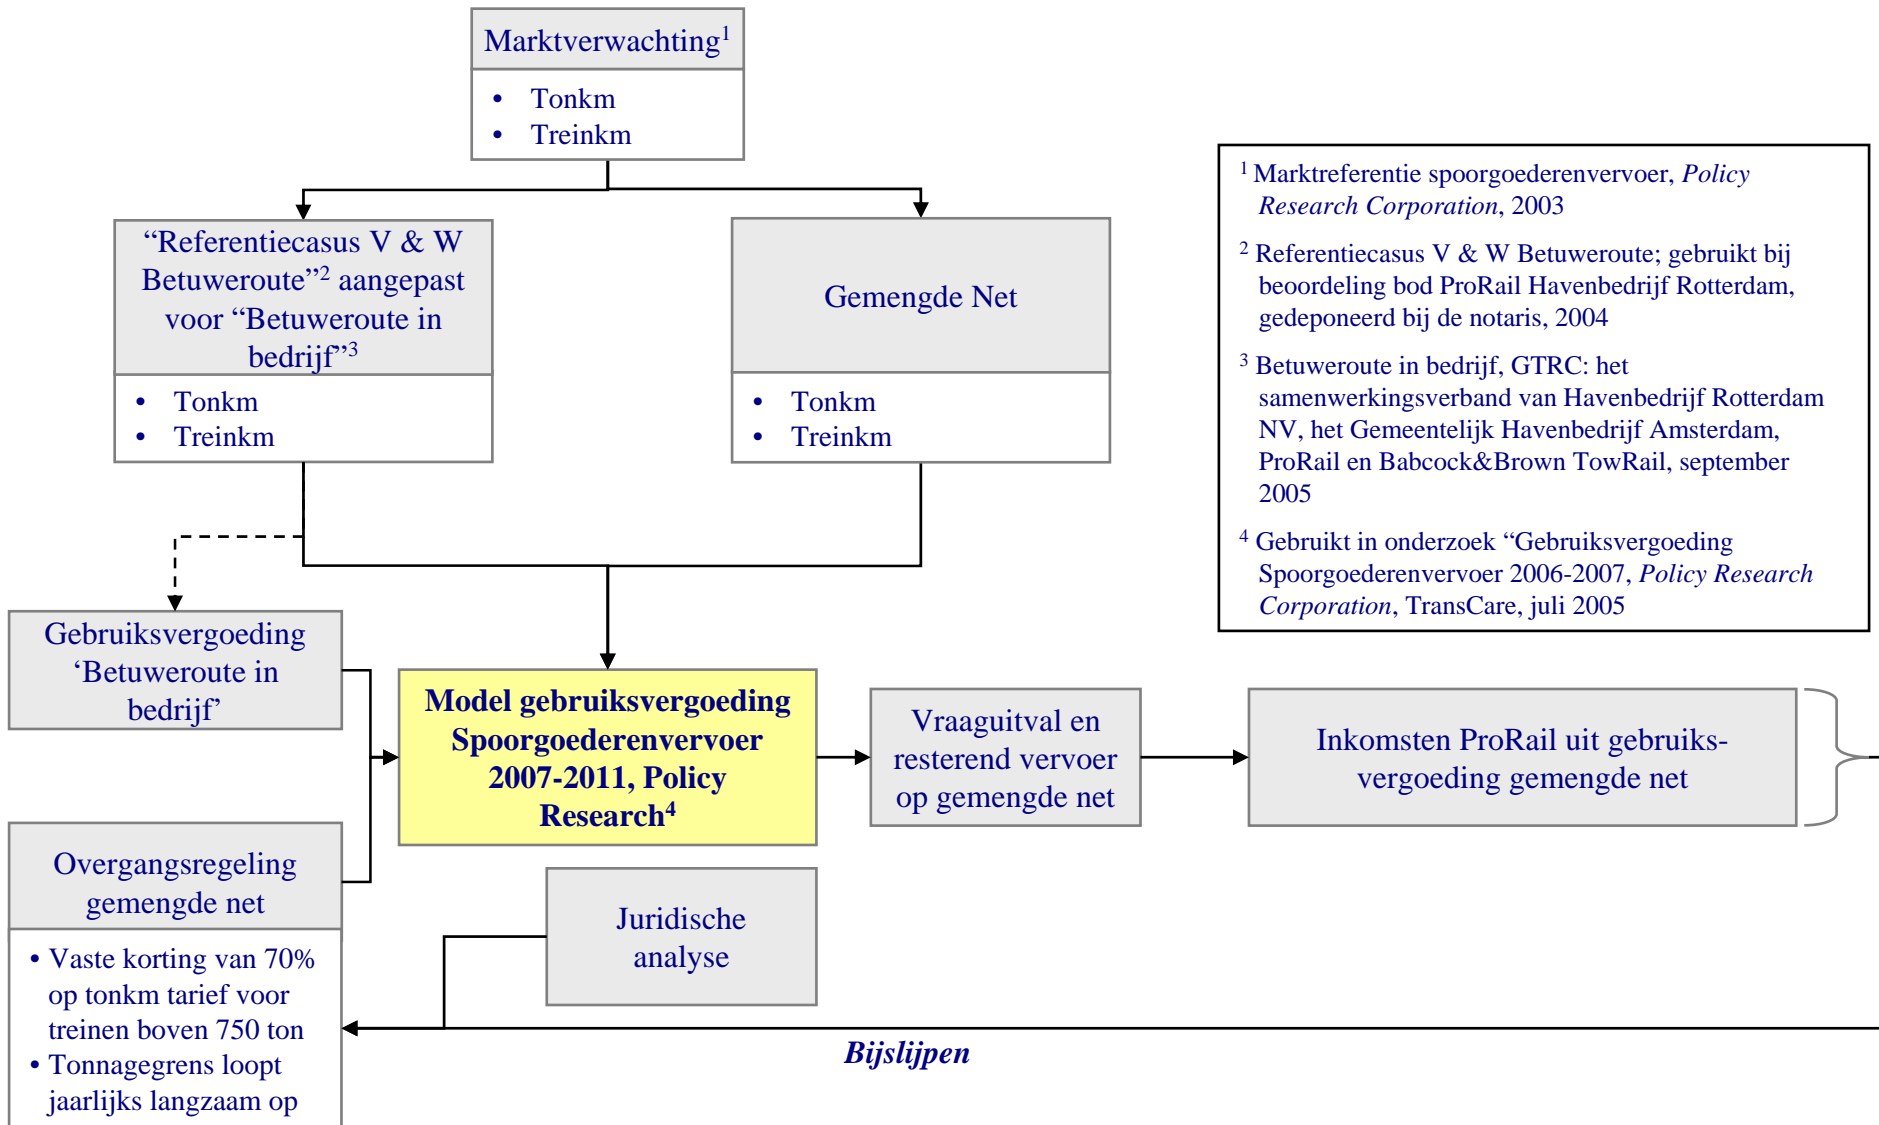 Marktverwachting¹
• Tonkm
• Treinkm
“Referentiecasus V & W
Betuweroute”² aangepast
voor “Betuweroute in
bedrijf”³
• Tonkm
• Treinkm
Gemengde Net
• Tonkm
• Treinkm
¹ Marktreferentie spoorgoederenvervoer, Policy
Research Corporation, 2003
² Referentiecasus V & W Betuweroute; gebruikt bij
beoordeling bod ProRail Havenbedrijf Rotterdam,
gedeponeerd bij de notaris, 2004
³ Betuweroute in bedrijf, GTRC: het
samenwerkingsverband van Havenbedrijf Rotterdam
NV, het Gemeentelijk Havenbedrijf Amsterdam,
ProRail en Babcock&Brown TowRail, september
2005
⁴ Gebruikt in onderzoek “Gebruiksvergoeding
Spoorgoederenvervoer 2006-2007, Policy Research
Corporation, TransCare, juli 2005
Gebruiksvergoeding
‘Betuweroute in
bedrijf’
Model gebruiksvergoeding
Spoorgoederenvervoer
2007-2011, Policy
Research⁴
Vraaguitval en
resterend vervoer
op gemengde net
Inkomsten ProRail uit gebruiks-
vergoeding gemengde net
Overgangsregeling
gemengde net
• Vaste korting van 70%
op tonkm tarief voor
treinen boven 750 ton
• Tonnagegrens loopt
jaarlijks langzaam op
Juridische
analyse
Bijslijpen